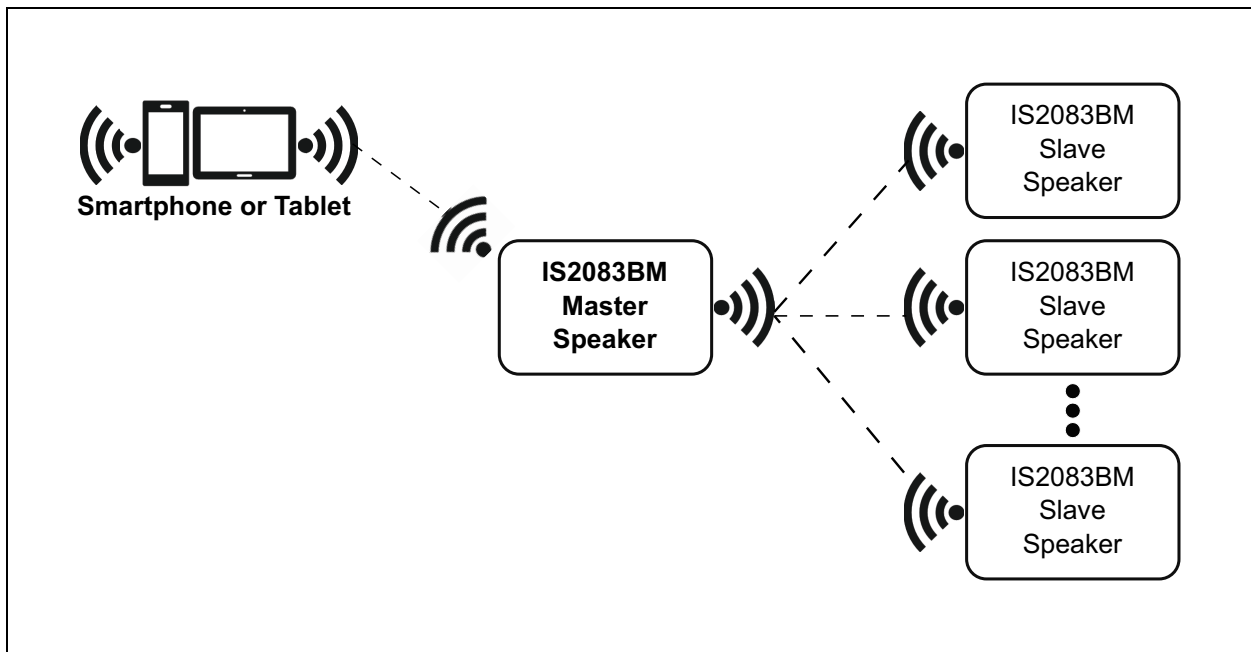 Smartphone or Tablet
IS2083BM
Master
Speaker
IS2083BM
Slave
Speaker
IS2083BM
Slave
Speaker
IS2083BM
Slave
Speaker